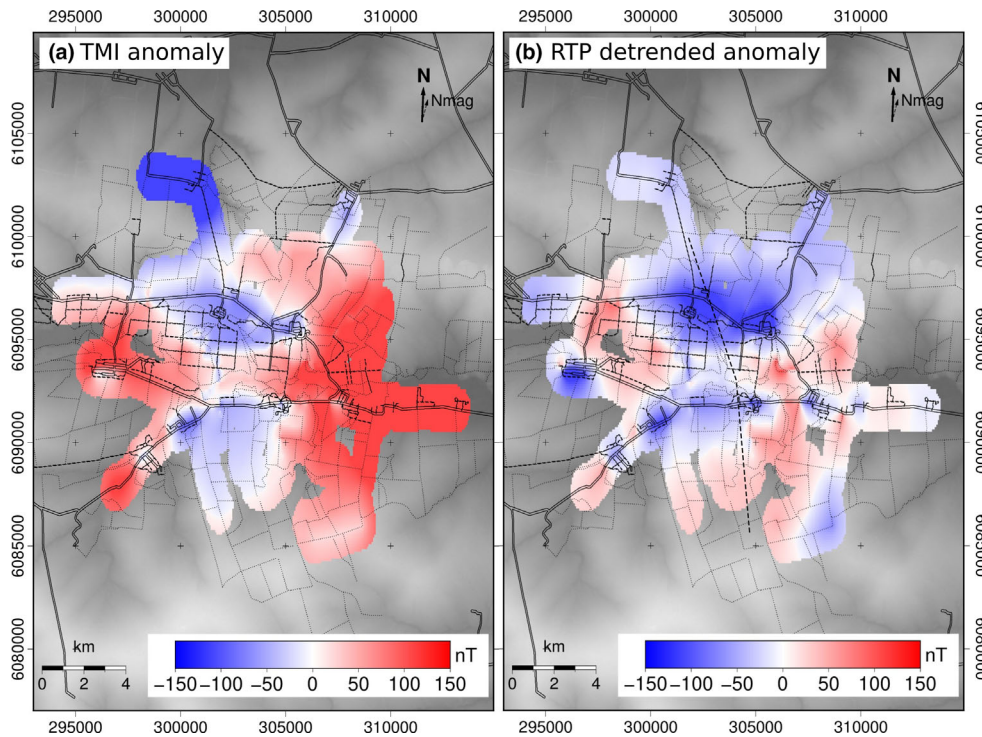 295000 300000 305000 310000 295000 300000 305000 310000
(a) TMI anomaly (b) RTP detrended anomaly
N N
Nmag Nmag
6105000 6105000
6100000 6100000
6095000 6095000
6090000 6090000
6085000 6085000
6080000 6080000
km km
0 2 4 0 2 4
nT nT
−150 −100 −50 0 50 100 150 −150 −100 −50 0 50 100 150
295000 300000 305000 310000 295000 300000 305000 310000